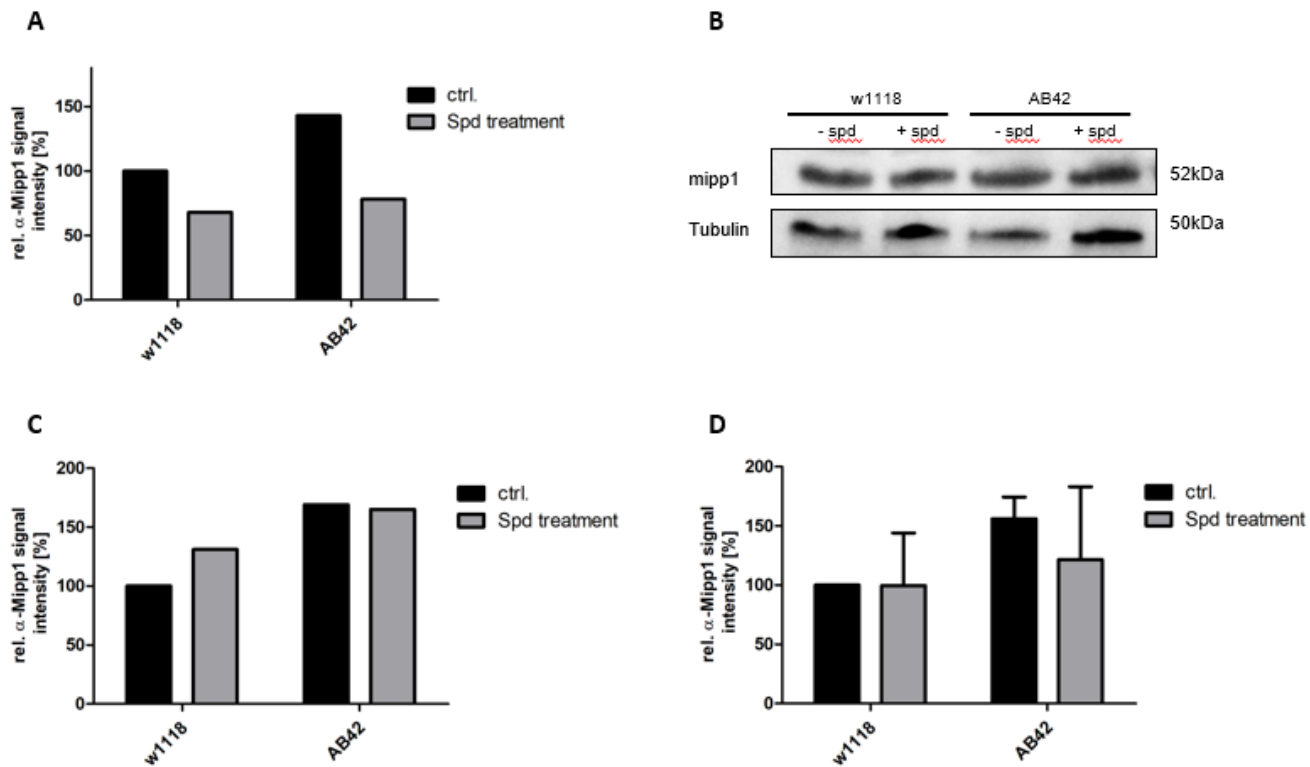 A
rel. α-Mipp1 signal
intensity [%]
150
100
50
0
w1118
AB42
ctrl.
Spd treatment
B
w1118 AB42
- spd + spd - spd + spd
mipp1 52kDa
Tubulin 50kDa
C
rel. α-Mipp1 signal
intensity [%]
200
150
100
50
0
w1118
AB42
ctrl.
Spd treatment
D
rel. α-Mipp1 signal
intensity [%]
200
150
100
50
0
w1118
AB42
ctrl.
Spd treatment